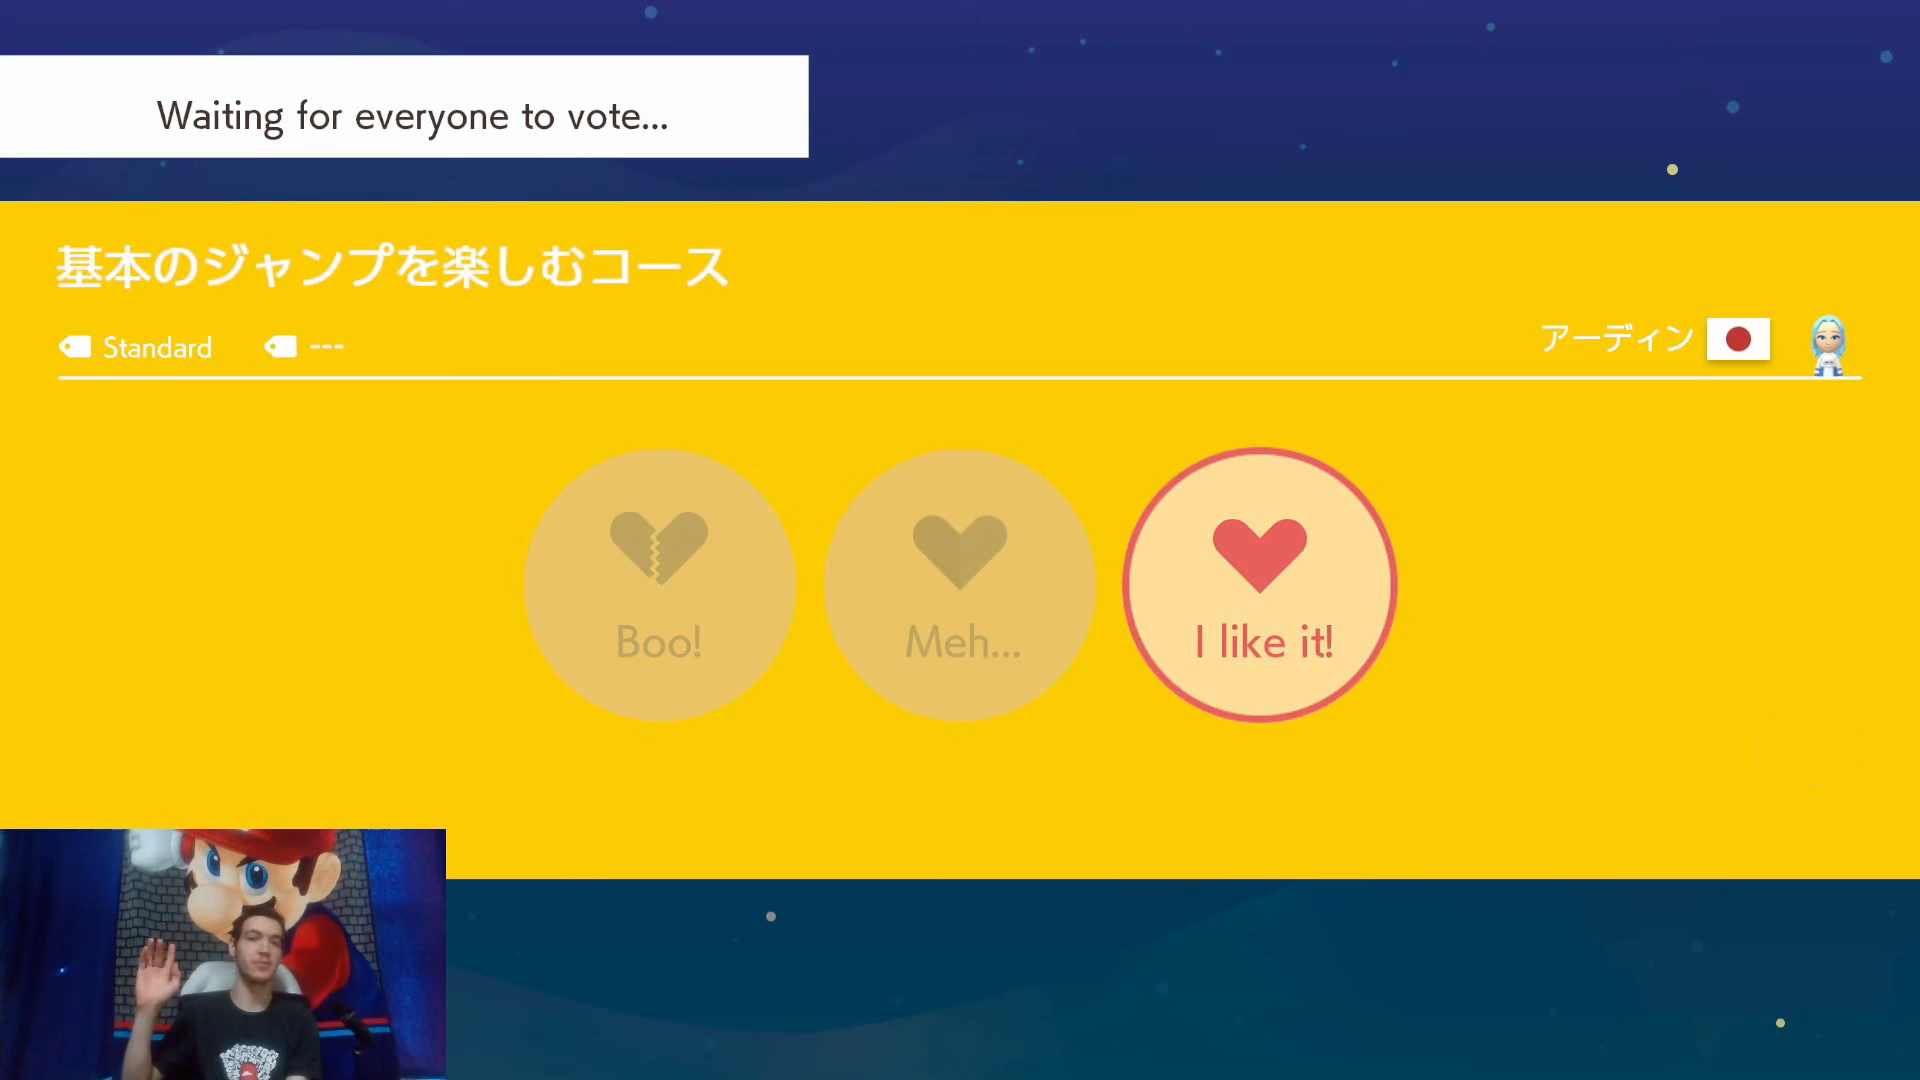 Waiting for everyone to vote...
基本のジャンプを楽しむコース
Standard
---
アーディン
Boo!
Meh...
I like it!